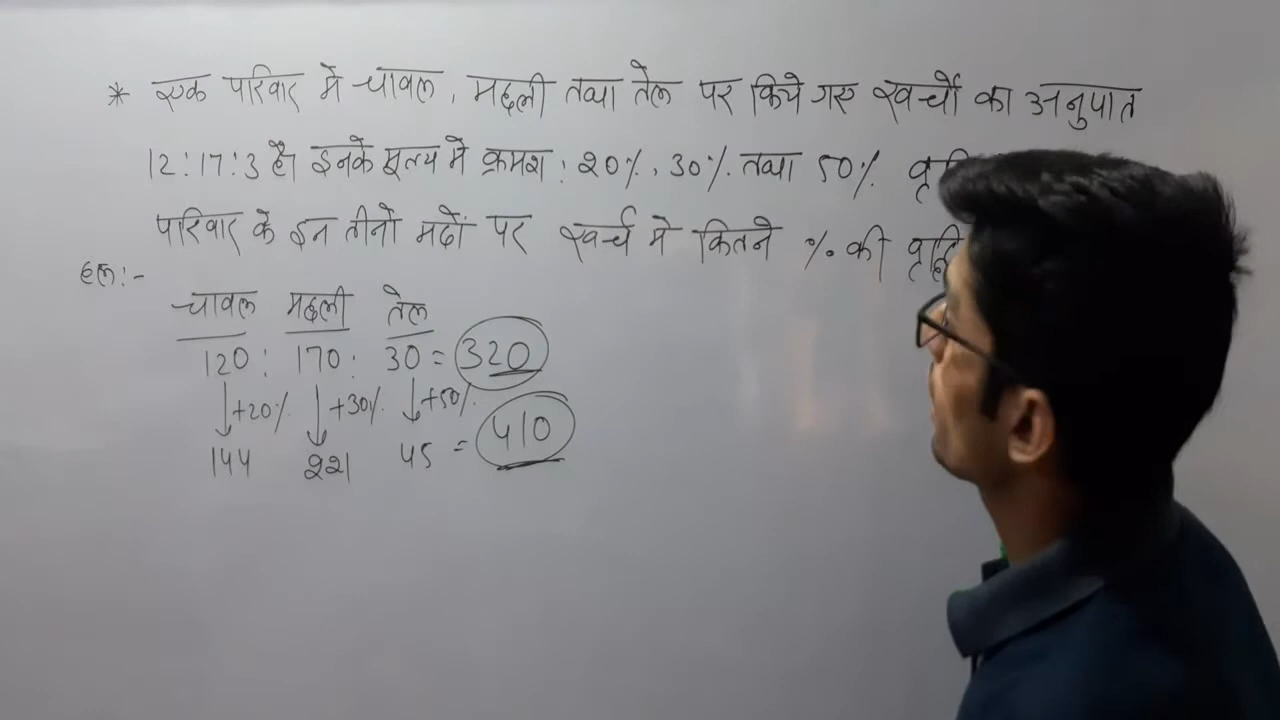 * एक परिवार मे चावल, मछली तथा तेल पर किये गए खर्चो का अनुपात
12:17:3 है। इनके मूल्य मे क्रमश: 20%, 30% तथा 50%
परिवार के इन तीनो मदों पर खर्च मे कितने % की वृद्धि
हल:-
चावल मछली तेल
120 : 170 : 30 = 320
+20% +30% +50%
144 221 45 = 410